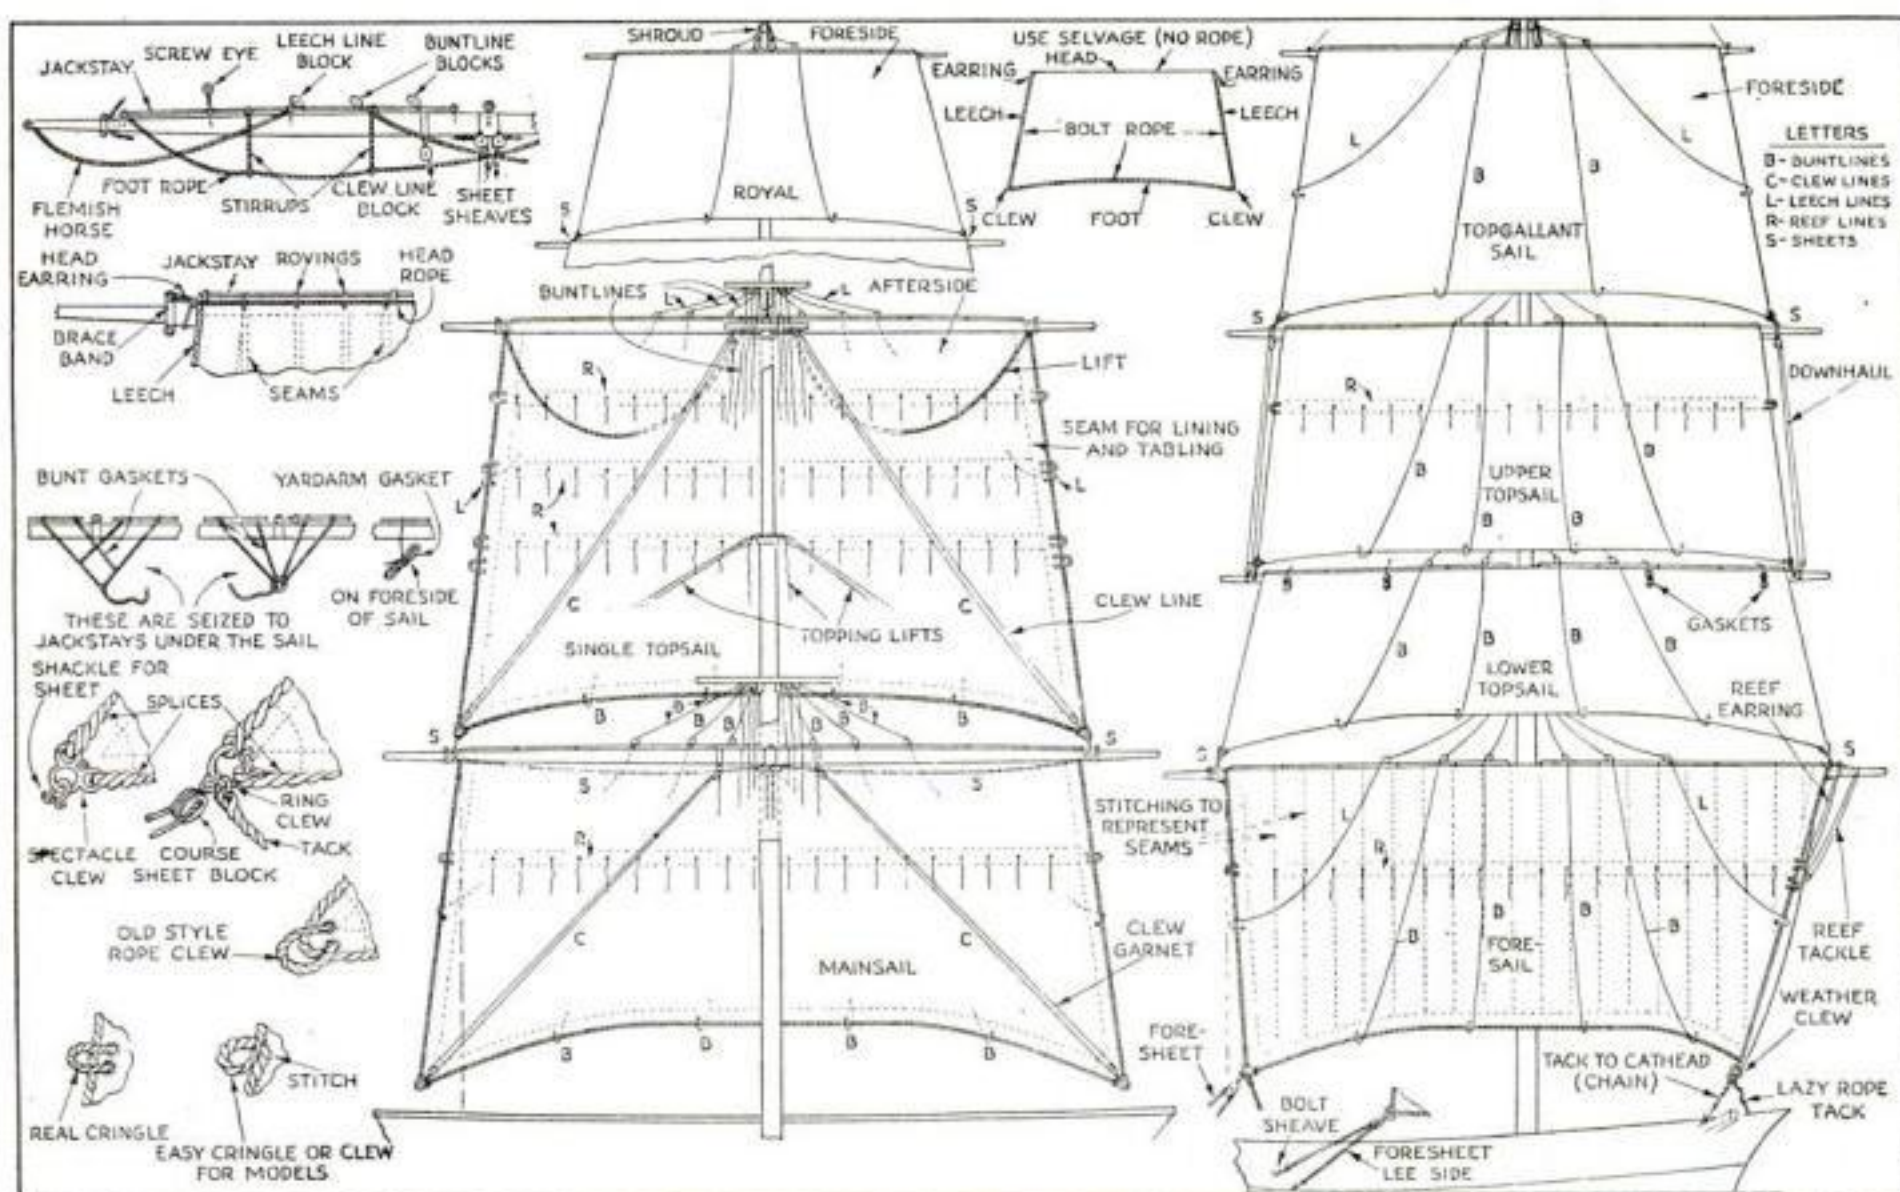 JACKSTAY
SCREW EYE
LEECH LINE
BLOCK
BUNTLINE
BLOCKS
FLEMISH
HORSE
FOOT ROPE
STIRRUPS
CLEW LINE
BLOCK
SHEET
SHEAVES
HEAD
EARRING
JACKSTAY
ROVINGS
HEAD
ROPE
BRACE
BAND
LEECH
SEAMS
BUNT GASKETS
YARDARM GASKET
THESE ARE SEIZED TO
JACKSTAYS UNDER THE SAIL
ON FORESIDE
OF SAIL
SHACKLE FOR
SHEET
SPLICES
RING
CLEW
TACK
SPECTACLE
CLEW
COURSE
SHEET BLOCK
OLD STYLE
ROPE CLEW
STITCH
REAL CRINGLE
EASY CRINGLE OR CLEW
FOR MODELS
SHROUD
FORESIDE
ROYAL
S
S
USE SELVAGE (NO ROPE)
HEAD
EARRING
EARRING
LEECH
LEECH
BOLT ROPE
CLEW
FOOT
CLEW
BUNTLINES
L
L
AFTERSIDE
LIFT
R
SEAM FOR LINING
AND TABLING
L
R
L
C
C
CLEW LINE
TOPPING LIFTS
SINGLE TOPSAIL
B
B
B
B
B
B
B
B
S
S
S
S
R
C
C
CLEW
GARNET
MAINSAIL
B
B
B
B
FORESIDE
LETTERS
B- BUNTLINES
C- CLEW LINES
L- LEECH LINES
R- REEF LINES
S- SHEETS
L
L
B
B
TOPGALLANT
SAIL
S
S
DOWNHAUL
R
B
B
UPPER
TOPSAIL
B
B
GASKETS
B
B
B
B
LOWER
TOPSAIL
REEF
EARRING
S
S
STITCHING TO
REPRESENT
SEAMS
L
L
R
B
B
B
B
FORE-
SAIL
REEF
TACKLE
WEATHER
CLEW
FORE-
SHEET
TACK TO CATHEAD
(CHAIN)
LAZY ROPE
TACK
BOLT
SHEAVE
FORESHEET
LEE SIDE